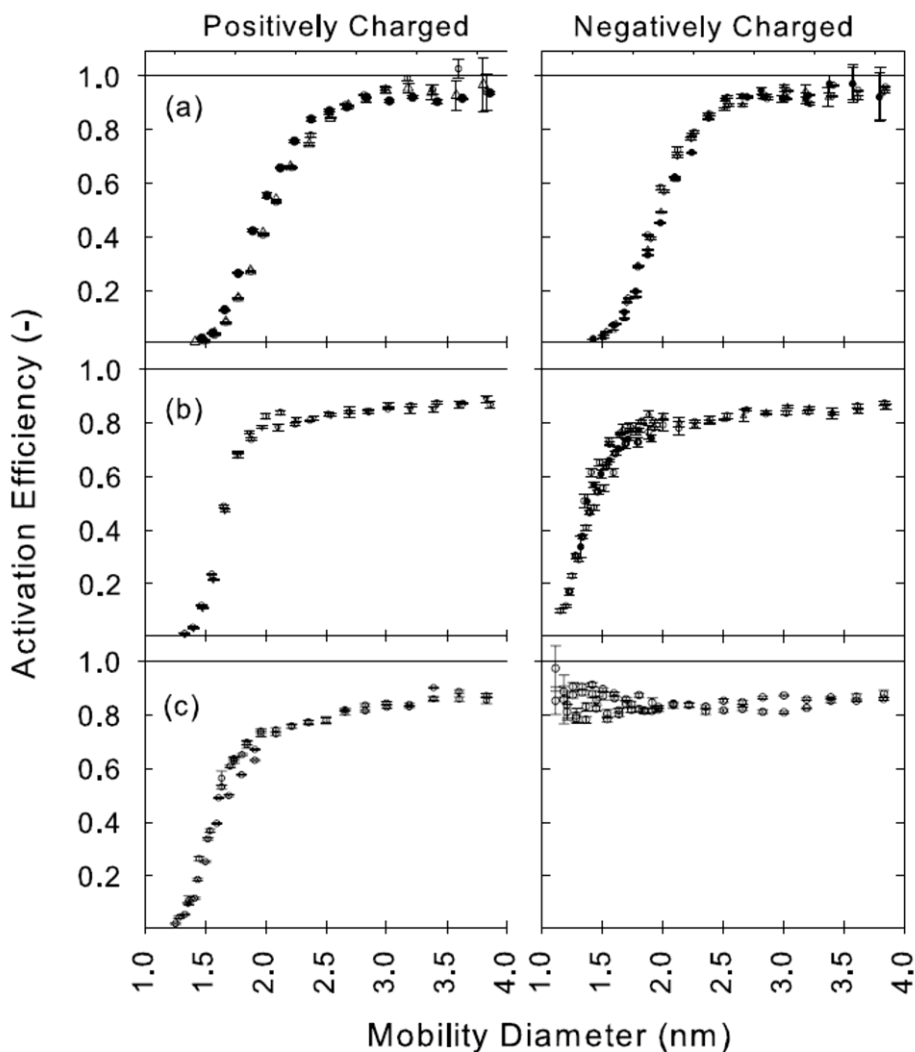 Positively Charged Negatively Charged
Activation Efficiency (-)
(a)
1.0
0.8
0.6
0.4
0.2
(b)
1.0
0.8
0.6
0.4
0.2
(c)
1.0
0.8
0.6
0.4
0.2
1.0 1.5 2.0 2.5 3.0 3.5 4.0 1.0 1.5 2.0 2.5 3.0 3.5 4.0
Mobility Diameter (nm)